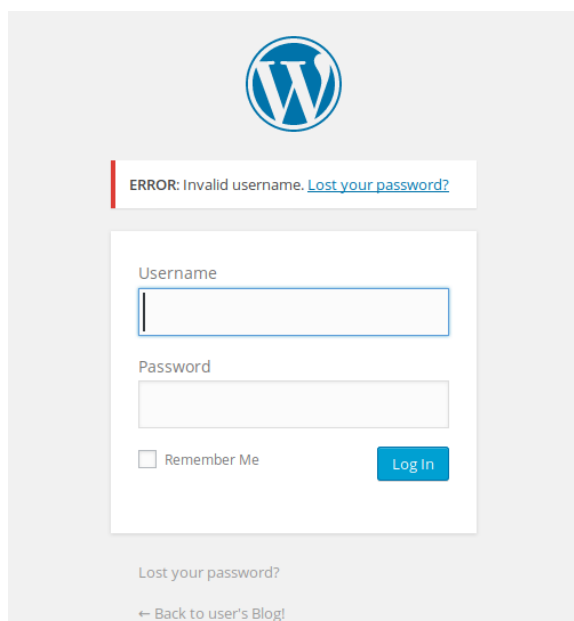 ERROR: Invalid username. Lost your password?
Username
Password
Remember Me
Log In
Lost your password?
← Back to user's Blog!